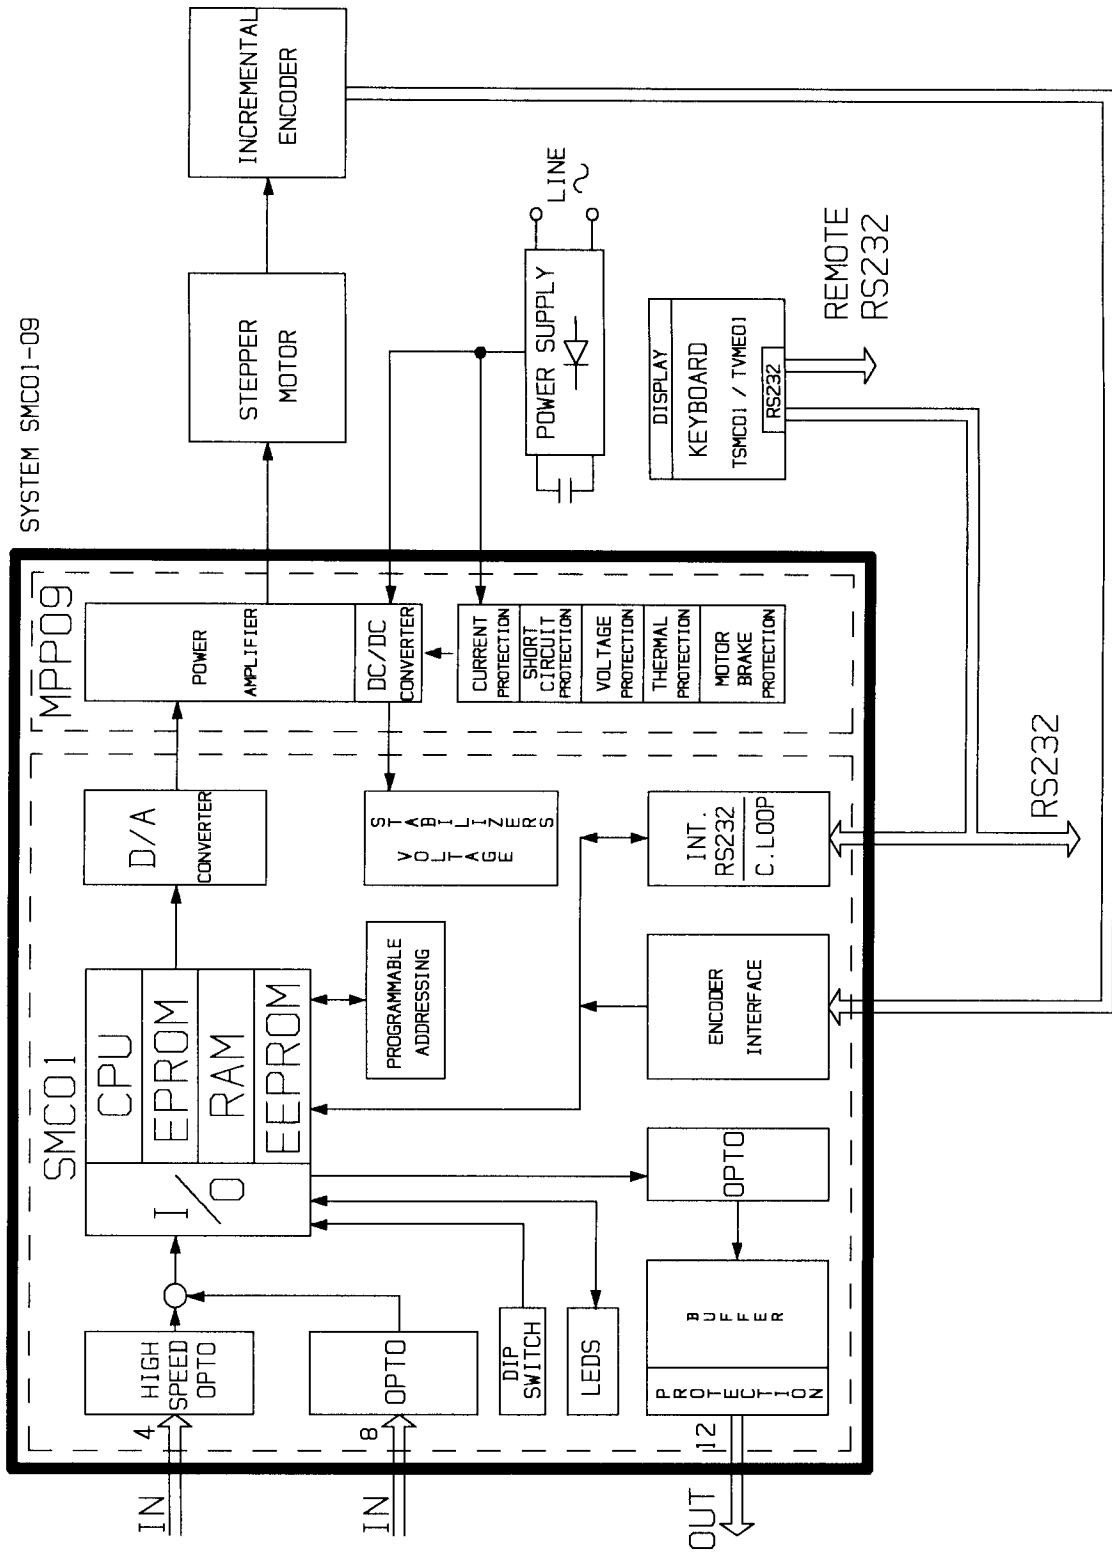 SYSTEM SMC01-09
SMC01
MPP09
IN
4
HIGH
SPEED
OPTO
IN
8
OPTO
DIP
SWITCH
LEDS
OUT
12
PROTECTION
BUFFER
OPTO
I/O
CPU
EPROM
RAM
EEPROM
PROGRAMMABLE
ADDRESSING
ENCODER
INTERFACE
D/A
CONVERTER
VOLTAGE
STABILIZERS
INT.
RS232
C.LOOP
RS232
POWER
AMPLIFIER
DC/DC
CONVERTER
CURRENT
PROTECTION
SHORT
CIRCUIT
PROTECTION
VOLTAGE
PROTECTION
THERMAL
PROTECTION
MOTOR
BRAKE
PROTECTION
STEPPER
MOTOR
INCREMENTAL
ENCODER
POWER SUPPLY
LINE
DISPLAY
KEYBOARD
TSMC01 / TVME01
RS232
REMOTE
RS232